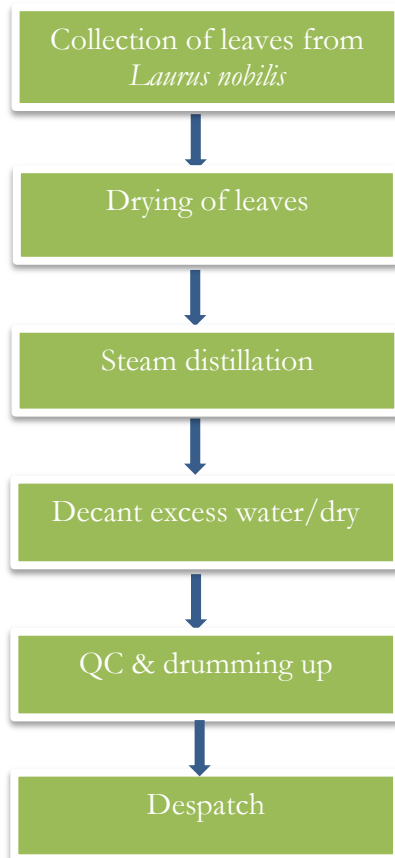 Collection of leaves from
Laurus nobilis
Drying of leaves
Steam distillation
Decant excess water/dry
QC & drumming up
Despatch